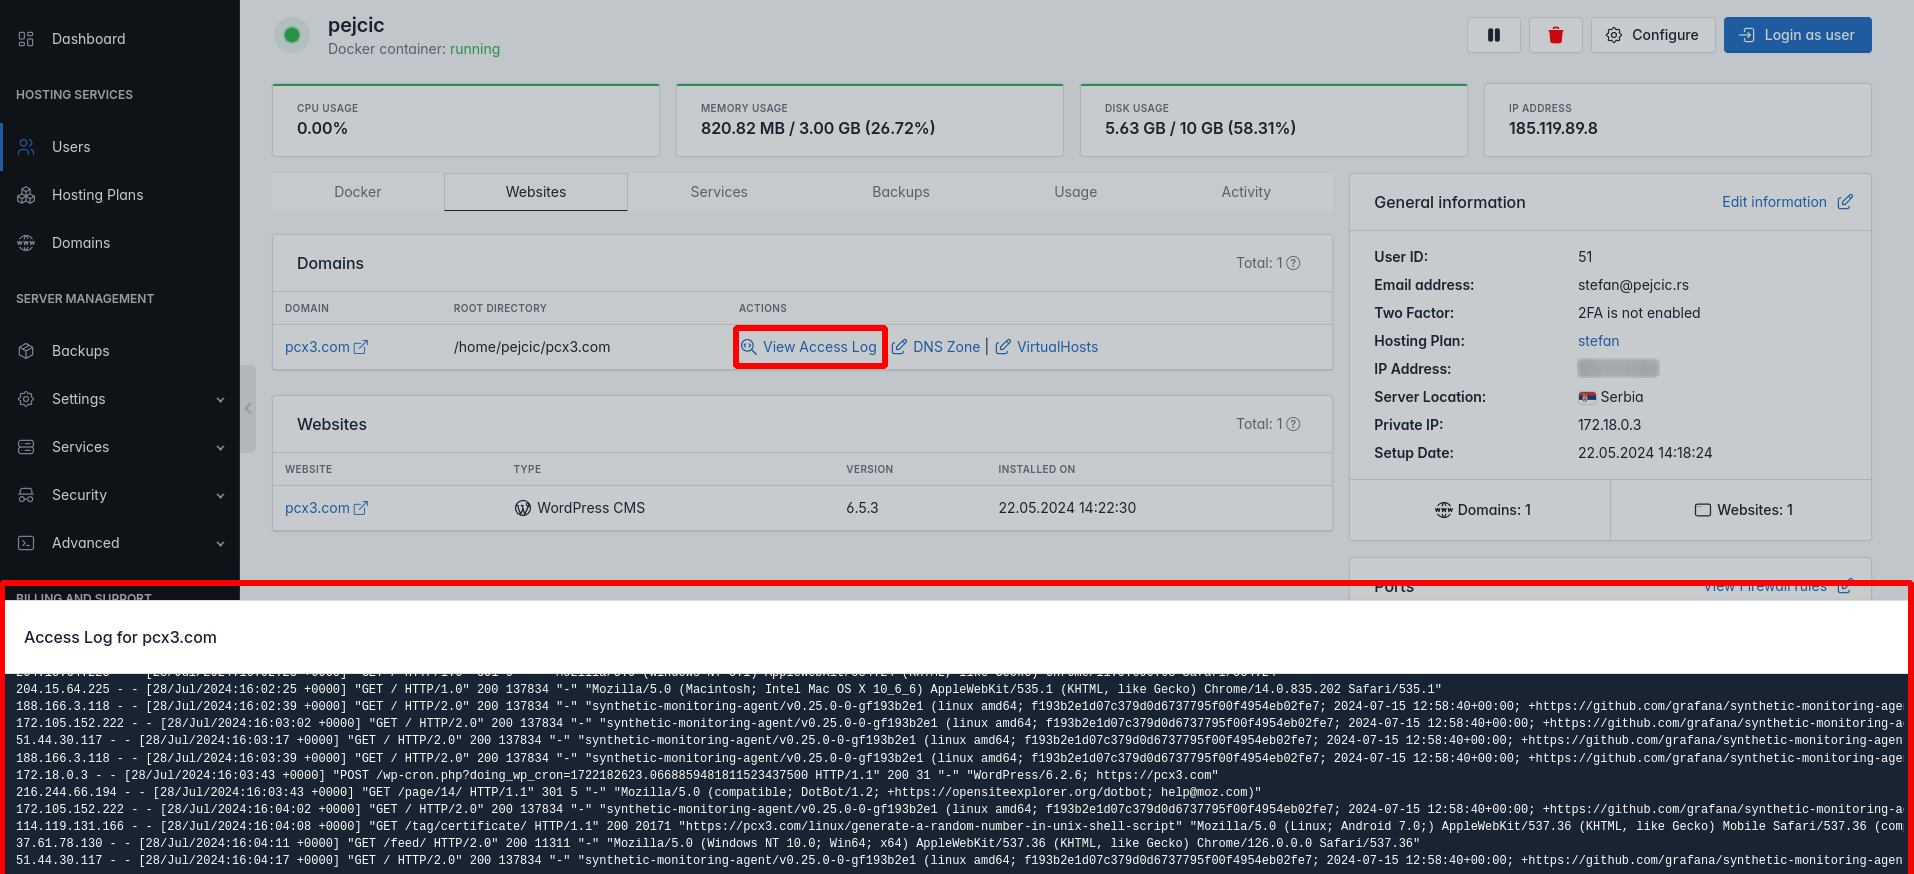 Dashboard
HOSTING SERVICES
Users
Hosting Plans
Domains
SERVER MANAGEMENT
Backups
Settings
Services
Security
Advanced
BILLING AND SUPPORT
pejcic
Docker container: running
Configure
Login as user
CPU USAGE
0.00%
MEMORY USAGE
820.82 MB / 3.00 GB (26.72%)
DISK USAGE
5.63 GB / 10 GB (58.31%)
IP ADDRESS
185.119.89.8
Docker Websites Services Backups Usage Activity
Domains Total: 1
DOMAIN ROOT DIRECTORY ACTIONS
pcx3.com /home/pejcic/pcx3.com View Access Log DNS Zone | VirtualHosts
Websites Total: 1
WEBSITE TYPE VERSION INSTALLED ON
pcx3.com WordPress CMS 6.5.3 22.05.2024 14:22:30
General information Edit information
User ID: 51
Email address: stefan@pejcic.rs
Two Factor: 2FA is not enabled
Hosting Plan: stefan
IP Address:
Server Location: Serbia
Private IP: 172.18.0.3
Setup Date: 22.05.2024 14:18:24
Domains: 1 Websites: 1
Ports View Firewall rules
Access Log for pcx3.com
204.15.64.225 - - [28/Jul/2024:16:02:25 +0000] "GET / HTTP/1.0" 200 137834 "-" "Mozilla/5.0 (Macintosh; Intel Mac OS X 10_6_6) AppleWebKit/535.1 (KHTML, like Gecko) Chrome/14.0.835.202 Safari/535.1"
188.166.3.118 - - [28/Jul/2024:16:02:39 +0000] "GET / HTTP/2.0" 200 137834 "-" "synthetic-monitoring-agent/v0.25.0-0-gf193b2e1 (linux amd64; f193b2e1d07c379d0d6737795f00f4954eb02fe7; 2024-07-15 12:58:40+00:00; +https://github.com/grafana/synthetic-monitoring-agen
172.105.152.222 - - [28/Jul/2024:16:03:02 +0000] "GET / HTTP/2.0" 200 137834 "-" "synthetic-monitoring-agent/v0.25.0-0-gf193b2e1 (linux amd64; f193b2e1d07c379d0d6737795f00f4954eb02fe7; 2024-07-15 12:58:40+00:00; +https://github.com/grafana/synthetic-monitoring-ag
51.44.30.117 - - [28/Jul/2024:16:03:17 +0000] "GET / HTTP/2.0" 200 137834 "-" "synthetic-monitoring-agent/v0.25.0-0-gf193b2e1 (linux amd64; f193b2e1d07c379d0d6737795f00f4954eb02fe7; 2024-07-15 12:58:40+00:00; +https://github.com/grafana/synthetic-monitoring-agen
188.166.3.118 - - [28/Jul/2024:16:03:39 +0000] "GET / HTTP/2.0" 200 137834 "-" "synthetic-monitoring-agent/v0.25.0-0-gf193b2e1 (linux amd64; f193b2e1d07c379d0d6737795f00f4954eb02fe7; 2024-07-15 12:58:40+00:00; +https://github.com/grafana/synthetic-monitoring-age
172.18.0.3 - - [28/Jul/2024:16:03:43 +0000] "POST /wp-cron.php?doing_wp_cron=1722182623.0668859481811523437500 HTTP/1.1" 200 31 "-" "WordPress/6.2.6; https://pcx3.com"
216.244.66.194 - - [28/Jul/2024:16:03:43 +0000] "GET /page/14/ HTTP/1.1" 301 5 "-" "Mozilla/5.0 (compatible; DotBot/1.2; +https://opensiteexplorer.org/dotbot; help@moz.com)"
172.105.152.222 - - [28/Jul/2024:16:04:02 +0000] "GET / HTTP/2.0" 200 137834 "-" "synthetic-monitoring-agent/v0.25.0-0-gf193b2e1 (linux amd64; f193b2e1d07c379d0d6737795f00f4954eb02fe7; 2024-07-15 12:58:40+00:00; +https://github.com/grafana/synthetic-monitoring-a
114.119.131.166 - - [28/Jul/2024:16:04:08 +0000] "GET /tag/certificate/ HTTP/1.1" 200 20171 "https://pcx3.com/linux/generate-a-random-number-in-unix-shell-script" "Mozilla/5.0 (Linux; Android 7.0;) AppleWebKit/537.36 (KHTML, like Gecko) Mobile Safari/537.36 (com
37.61.78.130 - - [28/Jul/2024:16:04:11 +0000] "GET /feed/ HTTP/2.0" 200 11311 "-" "Mozilla/5.0 (Windows NT 10.0; Win64; x64) AppleWebKit/537.36 (KHTML, like Gecko) Chrome/126.0.0.0 Safari/537.36"
51.44.30.117 - - [28/Jul/2024:16:04:17 +0000] "GET / HTTP/2.0" 200 137834 "-" "synthetic-monitoring-agent/v0.25.0-0-gf193b2e1 (linux amd64; f193b2e1d07c379d0d6737795f00f4954eb02fe7; 2024-07-15 12:58:40+00:00; +https://github.com/grafana/synthetic-monitoring-agen